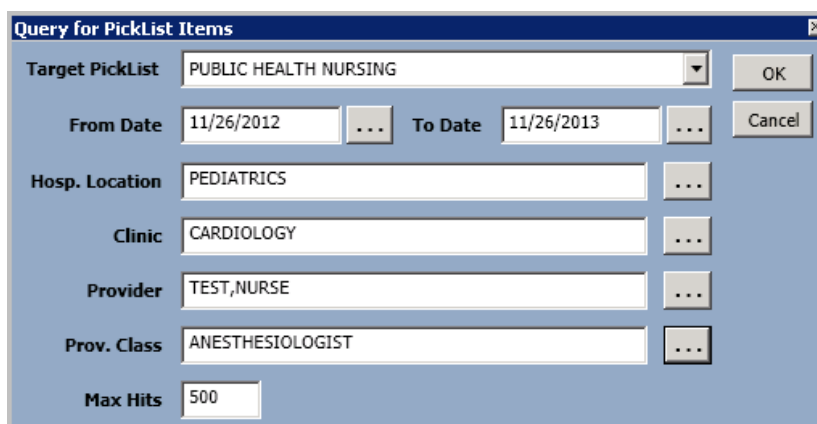 Query for PickList Items
Target PickList PUBLIC HEALTH NURSING OK
From Date 11/26/2012 ... To Date 11/26/2013 ... Cancel
Hosp. Location PEDIATRICS ...
Clinic CARDIOLOGY ...
Provider TEST,NURSE ...
Prov. Class ANESTHESIOLOGIST ...
Max Hits 500